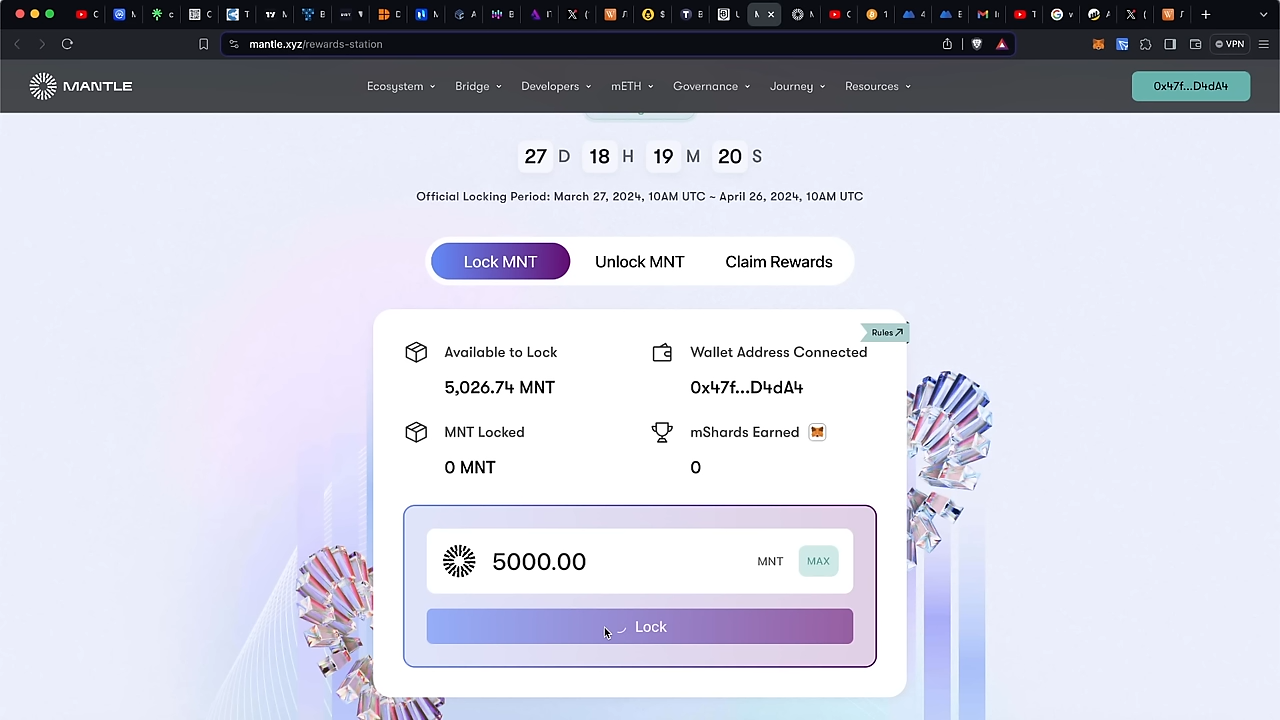 mantle.xyz/rewards-station
VPN
MANTLE
Ecosystem Bridge Developers mETH Governance Journey Resources
0x47f...D4dA4
27 D 18 H 19 M 20 S
Official Locking Period: March 27, 2024, 10AM UTC ~ April 26, 2024, 10AM UTC
Lock MNT Unlock MNT Claim Rewards
Rules
Available to Lock
5,026.74 MNT
Wallet Address Connected
0x47f...D4dA4
MNT Locked
0 MNT
mShards Earned
0
5000.00 MNT MAX
Lock